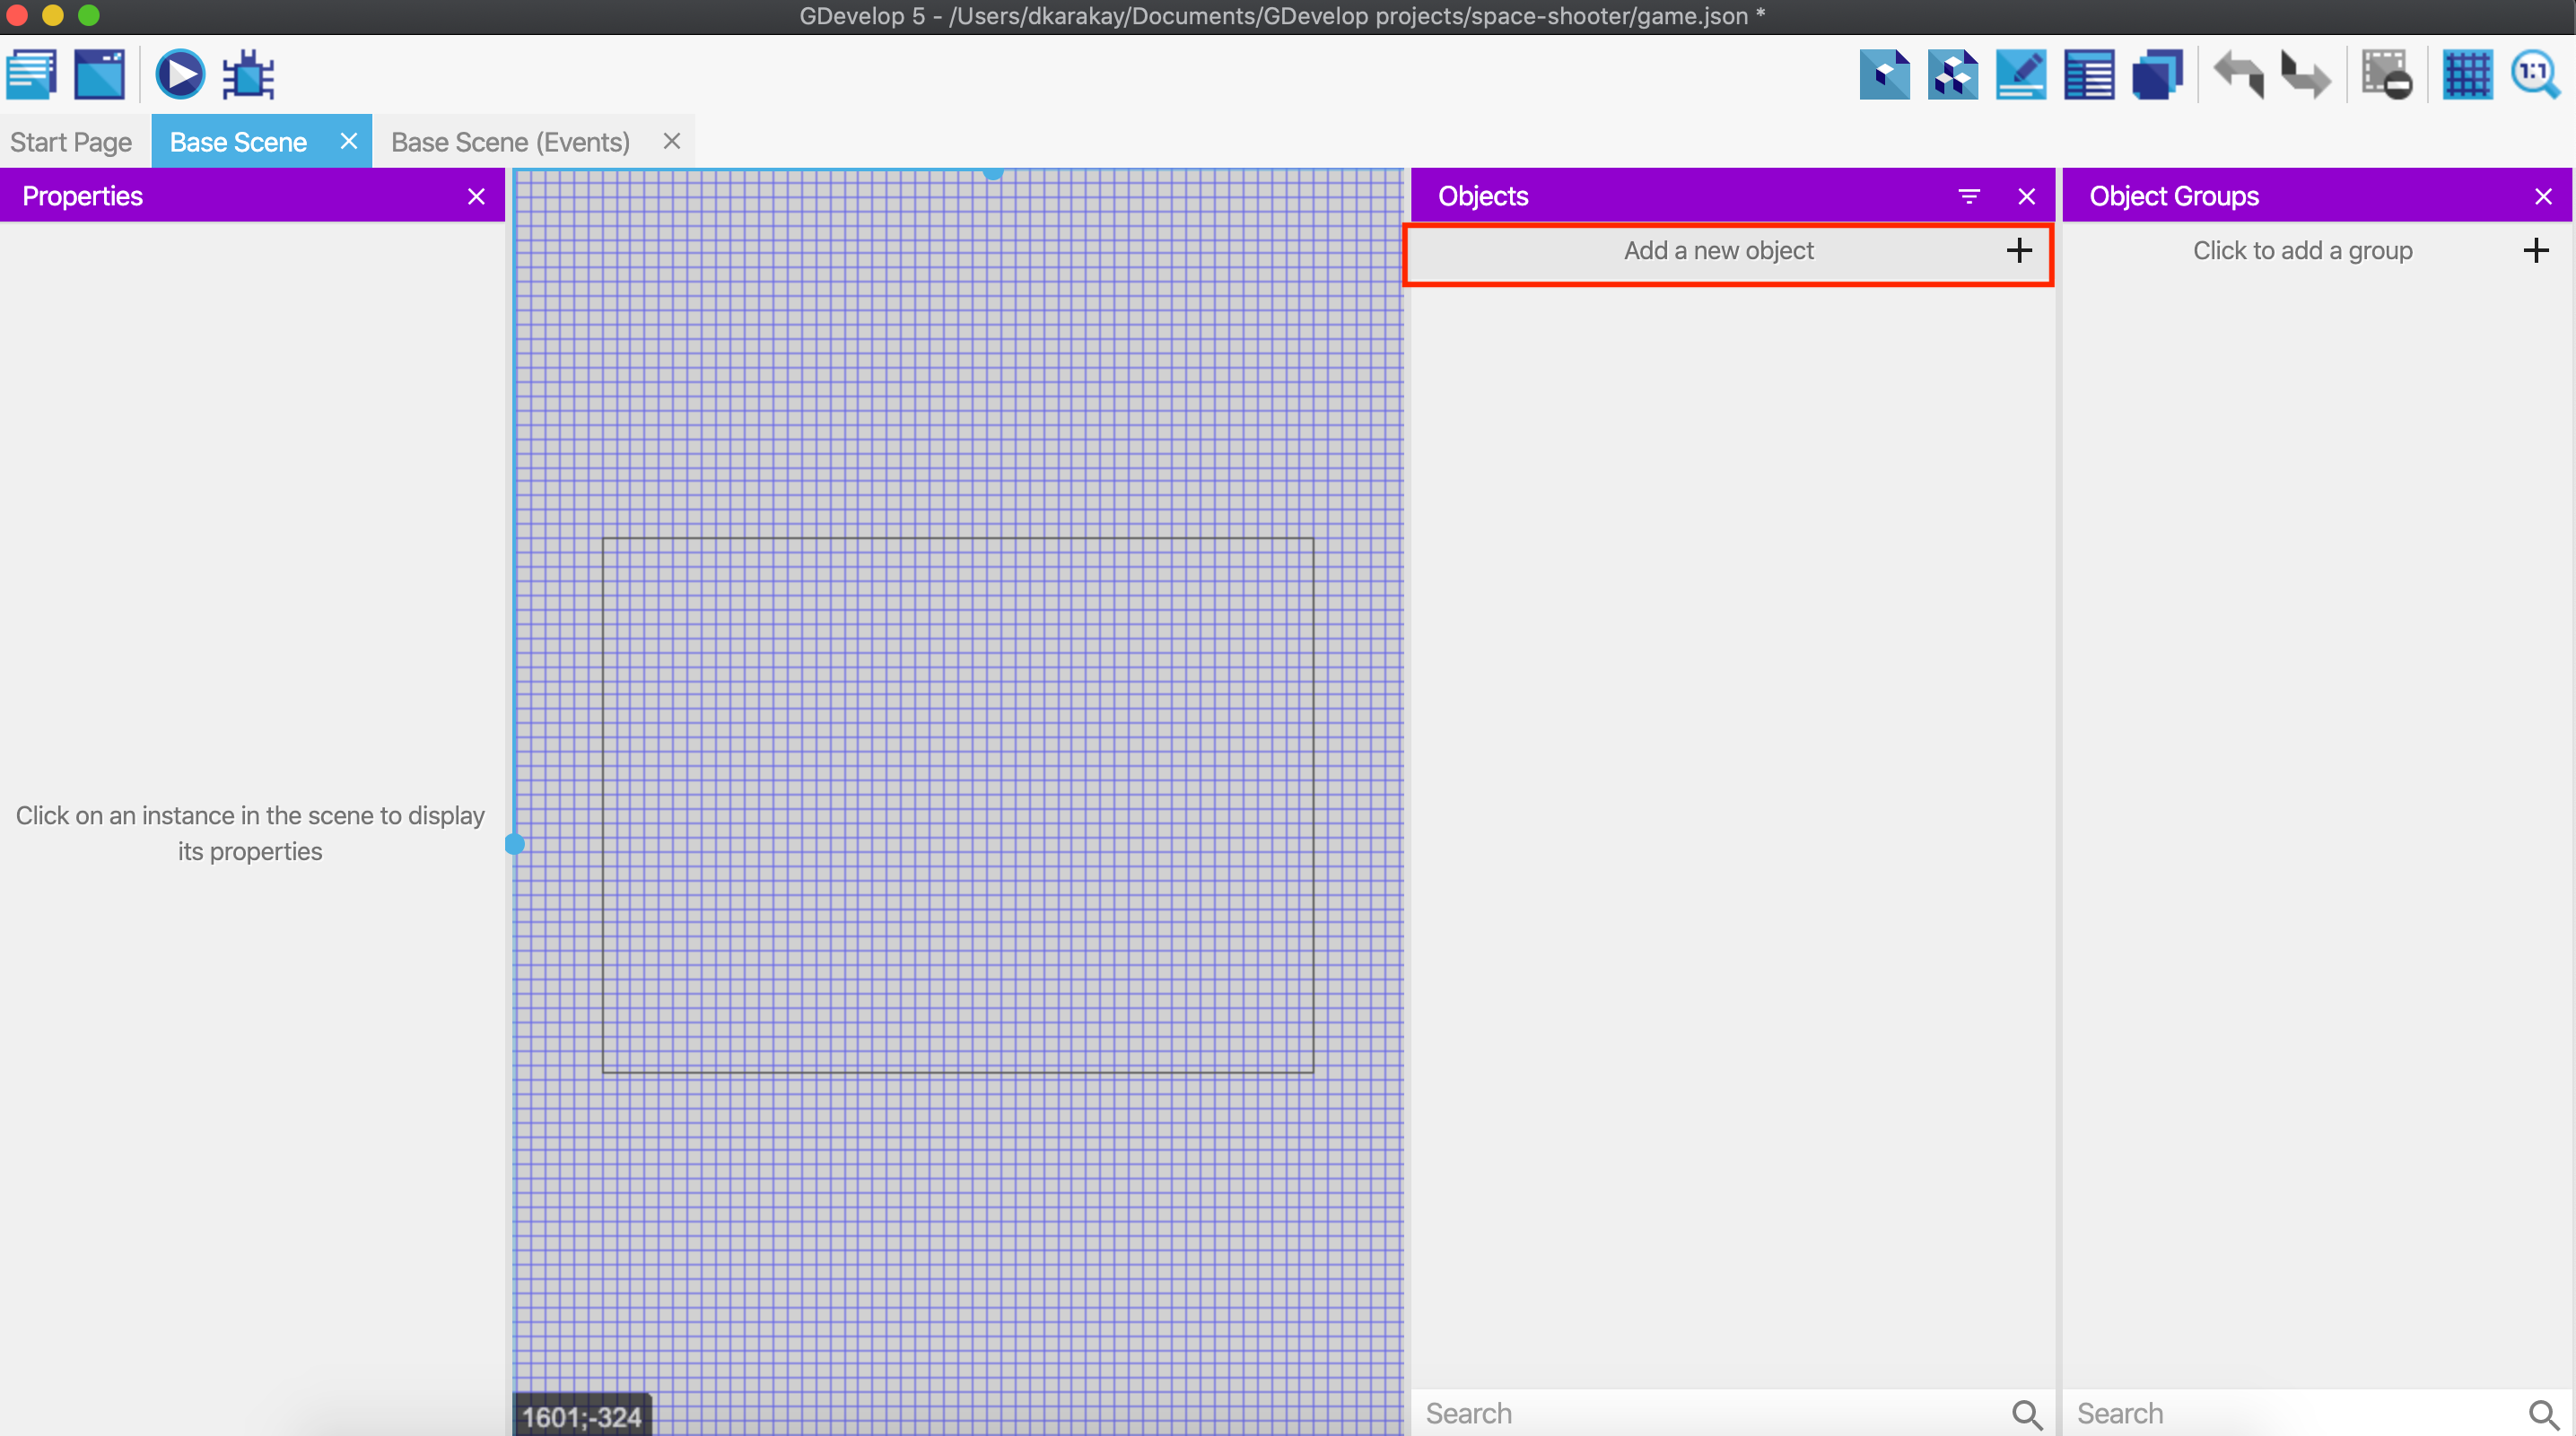 GDevelop 5 - /Users/dkarakay/Documents/GDevelop projects/space-shooter/game.json *
1:1
Start Page
Base Scene
Base Scene (Events)
Properties
Objects
Object Groups
Add a new object
Click to add a group
Click on an instance in the scene to display
its properties
1601;-324
Search
Search